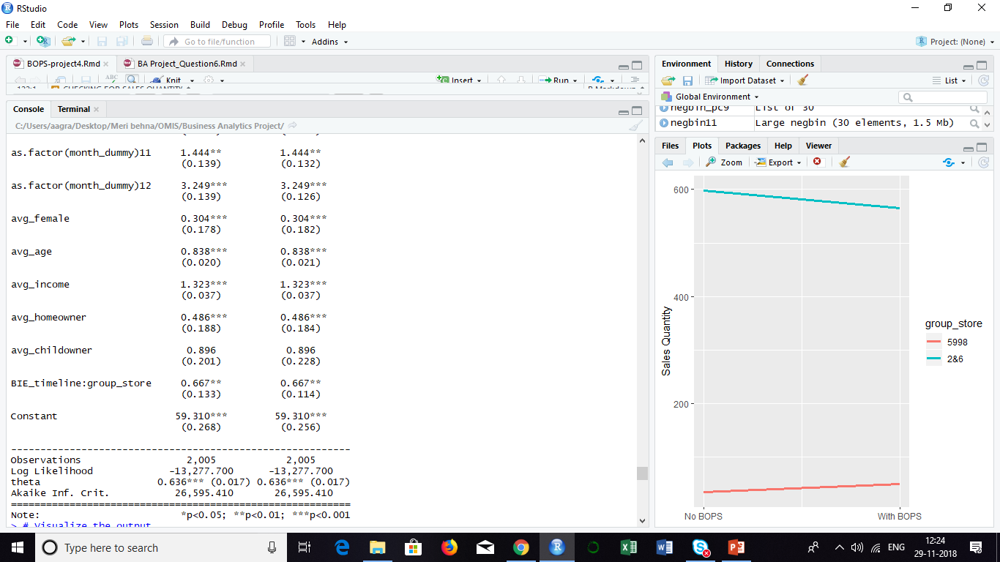 RStudio
File Edit Code View Plots Session Build Debug Profile Tools Help
Go to file/function
Addins
Project: (None)
BOPS-project4.Rmd
BA Project_Question6.Rmd
ABC
Knit
Insert
Run
CHECKING FOR SALES QUANTITY
R Markdown
Console Terminal
C:/Users/aagra/Desktop/Meri behna/OMIS/Business Analytics Project/
as.factor(month_dummy)11 1.444** 1.444**
(0.139) (0.132)
as.factor(month_dummy)12 3.249*** 3.249***
(0.139) (0.126)
avg_female 0.304*** 0.304***
(0.178) (0.182)
avg_age 0.838*** 0.838***
(0.020) (0.021)
avg_income 1.323*** 1.323***
(0.037) (0.037)
avg_homeowner 0.486*** 0.486***
(0.188) (0.184)
avg_childowner 0.896 0.896
(0.201) (0.228)
BIE_timeline:group_store 0.667** 0.667**
(0.133) (0.114)
Constant 59.310*** 59.310***
(0.268) (0.256)
----------------------------------------------------------
Observations 2,005 2,005
Log Likelihood -13,277.700 -13,277.700
theta 0.636*** (0.017) 0.636*** (0.017)
Akaike Inf. Crit. 26,595.410 26,595.410
==========================================================
Note: *p<0.05; **p<0.01; ***p<0.001
> # Visualize the output
Environment History Connections
Import Dataset
List
Global Environment
negbin_pc9 List of 30
negbin11 Large negbin (30 elements, 1.5 Mb)
Files Plots Packages Help Viewer
Zoom Export
600
400
200
Sales Quantity
No BOPS With BOPS
group_store
5998
2&6
Type here to search
ENG
12:24
29-11-2018